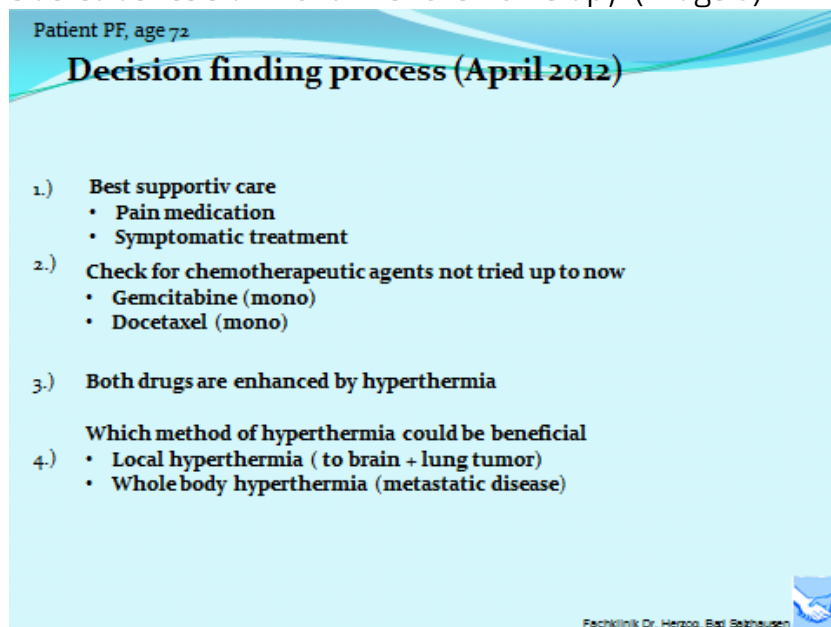 Patient PF, age 72
Decision finding process (April 2012)
1.) Best supportiv care
• Pain medication
• Symptomatic treatment
2.) Check for chemotherapeutic agents not tried up to now
• Gemcitabine (mono)
• Docetaxel (mono)
3.) Both drugs are enhanced by hyperthermia
Which method of hyperthermia could be beneficial
4.) • Local hyperthermia ( to brain + lung tumor)
• Whole body hyperthermia (metastatic disease)
Fachklinik Dr. Herzog, Bad Salzhausen